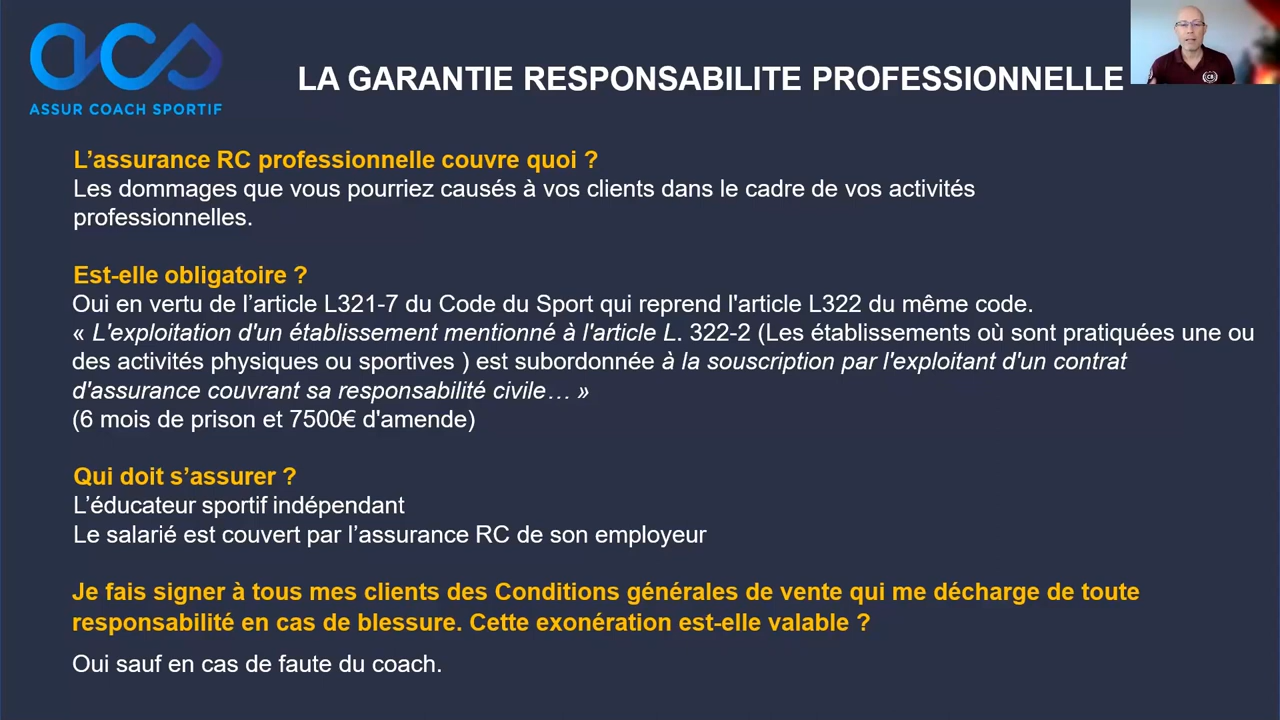 acs
ASSUR COACH SPORTIF
LA GARANTIE RESPONSABILITE PROFESSIONNELLE
L’assurance RC professionnelle couvre quoi ?
Les dommages que vous pourriez causés à vos clients dans le cadre de vos activités
professionnelles.
Est-elle obligatoire ?
Oui en vertu de l’article L321-7 du Code du Sport qui reprend l'article L322 du même code.
« L'exploitation d'un établissement mentionné à l'article L. 322-2 (Les établissements où sont pratiquées une ou
des activités physiques ou sportives ) est subordonnée à la souscription par l'exploitant d'un contrat
d'assurance couvrant sa responsabilité civile… »
(6 mois de prison et 7500€ d'amende)
Qui doit s’assurer ?
L’éducateur sportif indépendant
Le salarié est couvert par l’assurance RC de son employeur
Je fais signer à tous mes clients des Conditions générales de vente qui me décharge de toute
responsabilité en cas de blessure. Cette exonération est-elle valable ?
Oui sauf en cas de faute du coach.